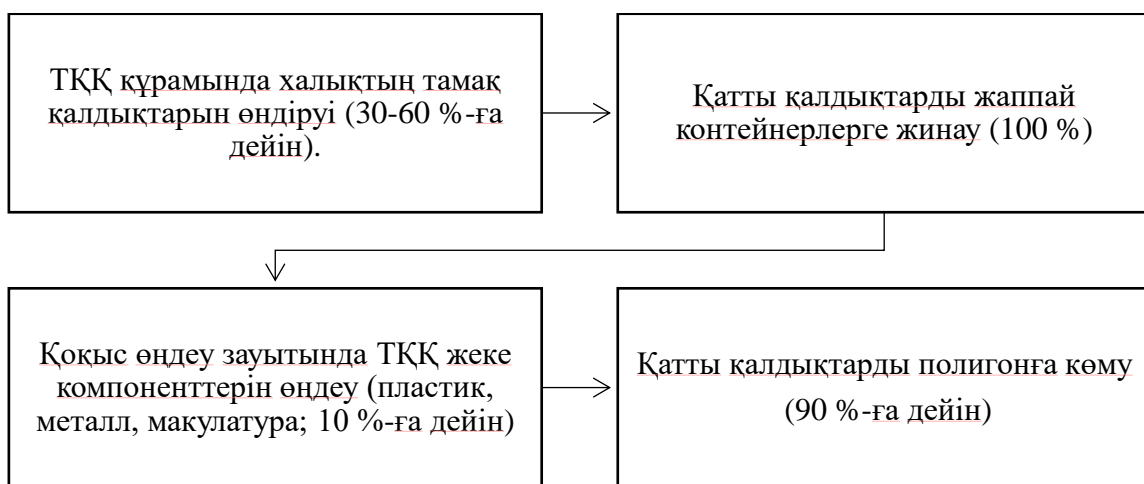 ТҚҚ құрамында халықтың тамақ
қалдықтарын өндіруі (30-60 %-ға
дейін).
Қатты қалдықтарды жаппай
контейнерлерге жинау (100 %)
Қоқыс өңдеу зауытында ТҚҚ жеке
компоненттерін өңдеу (пластик,
металл, макулатура; 10 %-ға дейін)
Қатты қалдықтарды полигонға көму
(90 %-ға дейін)